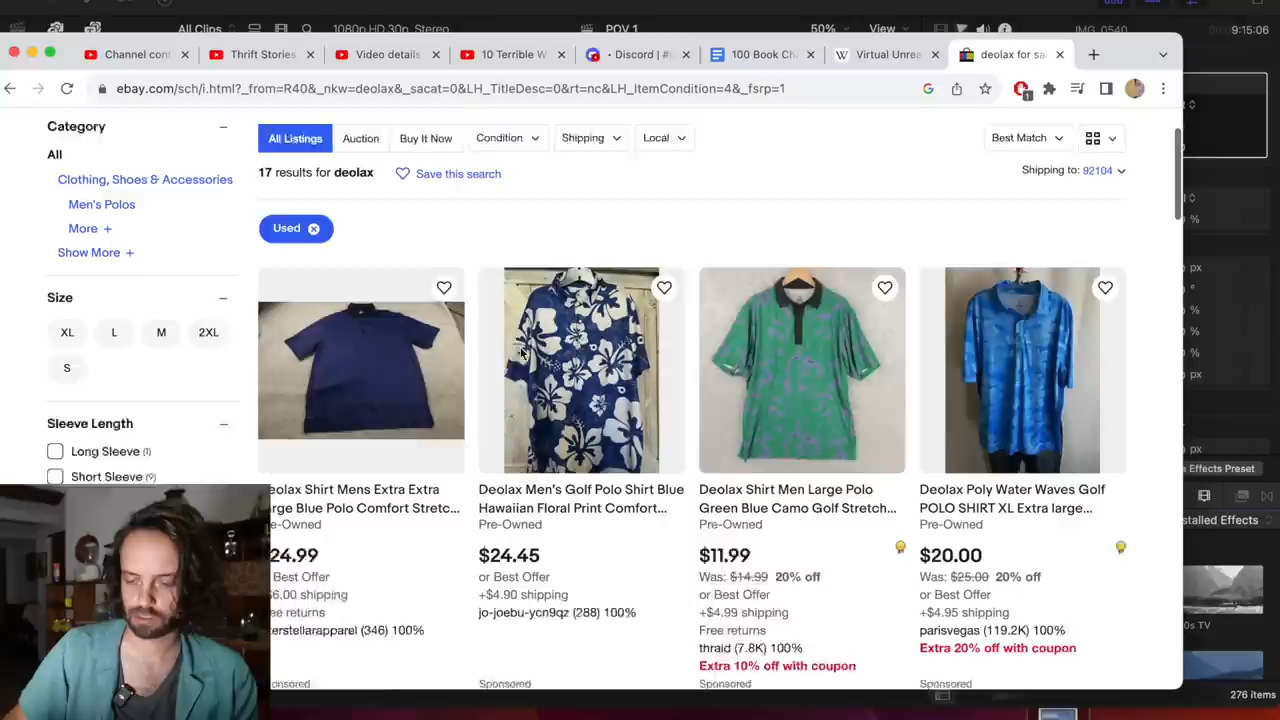 All Clips
1080p HD 30, Stereo
POV 1
50%
View
IMG_0540
9:15:06
Channel cont
Thrift Stories
Video details
10 Terrible W
• Discord | #
100 Book Cha
Virtual Unrea
deolax for sa
ebay.com/sch/i.html?_from=R40&_nkw=deolax&_sacat=0&LH_TitleDesc=0&rt=nc&LH_ItemCondition=4&_fsrp=1
1
Category
All Listings
Auction
Buy It Now
Condition
Shipping
Local
Best Match
All
17 results for deolax
Save this search
Shipping to: 92104
Clothing, Shoes & Accessories
Men's Polos
More +
Used
Show More +
Size
XL
L
M
2XL
S
Sleeve Length
Long Sleeve (1)
Short Sleeve (9)
eolax Shirt Mens Extra Extra
arge Blue Polo Comfort Stretc...
re-Owned
24.99
Best Offer
6.00 shipping
ee returns
terstellarapparel (346) 100%
onsored
Deolax Men's Golf Polo Shirt Blue
Hawaiian Floral Print Comfort...
Pre-Owned
$24.45
or Best Offer
+$4.90 shipping
jo-joebu-ycn9qz (288) 100%
Sponsored
Deolax Shirt Men Large Polo
Green Blue Camo Golf Stretch...
Pre-Owned
$11.99
Was: $14.99 20% off
or Best Offer
+$4.99 shipping
Free returns
thraid (7.8K) 100%
Extra 10% off with coupon
Sponsored
Deolax Poly Water Waves Golf
POLO SHIRT XL Extra large...
Pre-Owned
$20.00
Was: $25.00 20% off
or Best Offer
+$4.95 shipping
parisvegas (119.2K) 100%
Extra 20% off with coupon
Sponsored
%
px
°
%
%
%
px
%
px
Effects Preset
stalled Effects
0s TV
276 items